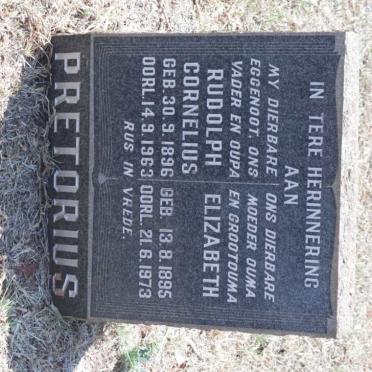 IN TERE HERINNERING
AAN
MY DIERBARE
EGGENOOT, ONS
VADER EN OUPA
RUDOLPH
CORNELIUS
GEB. 30. 9. 1896
OORL. 14. 9. 1963
ONS DIERBARE
MOEDER OUMA
EN GROOTOUMA
ELIZABETH
GEB 13. 8. 1895
OORL. 21. 6. 1973
RUS IN VREDE.
PRETORIUS